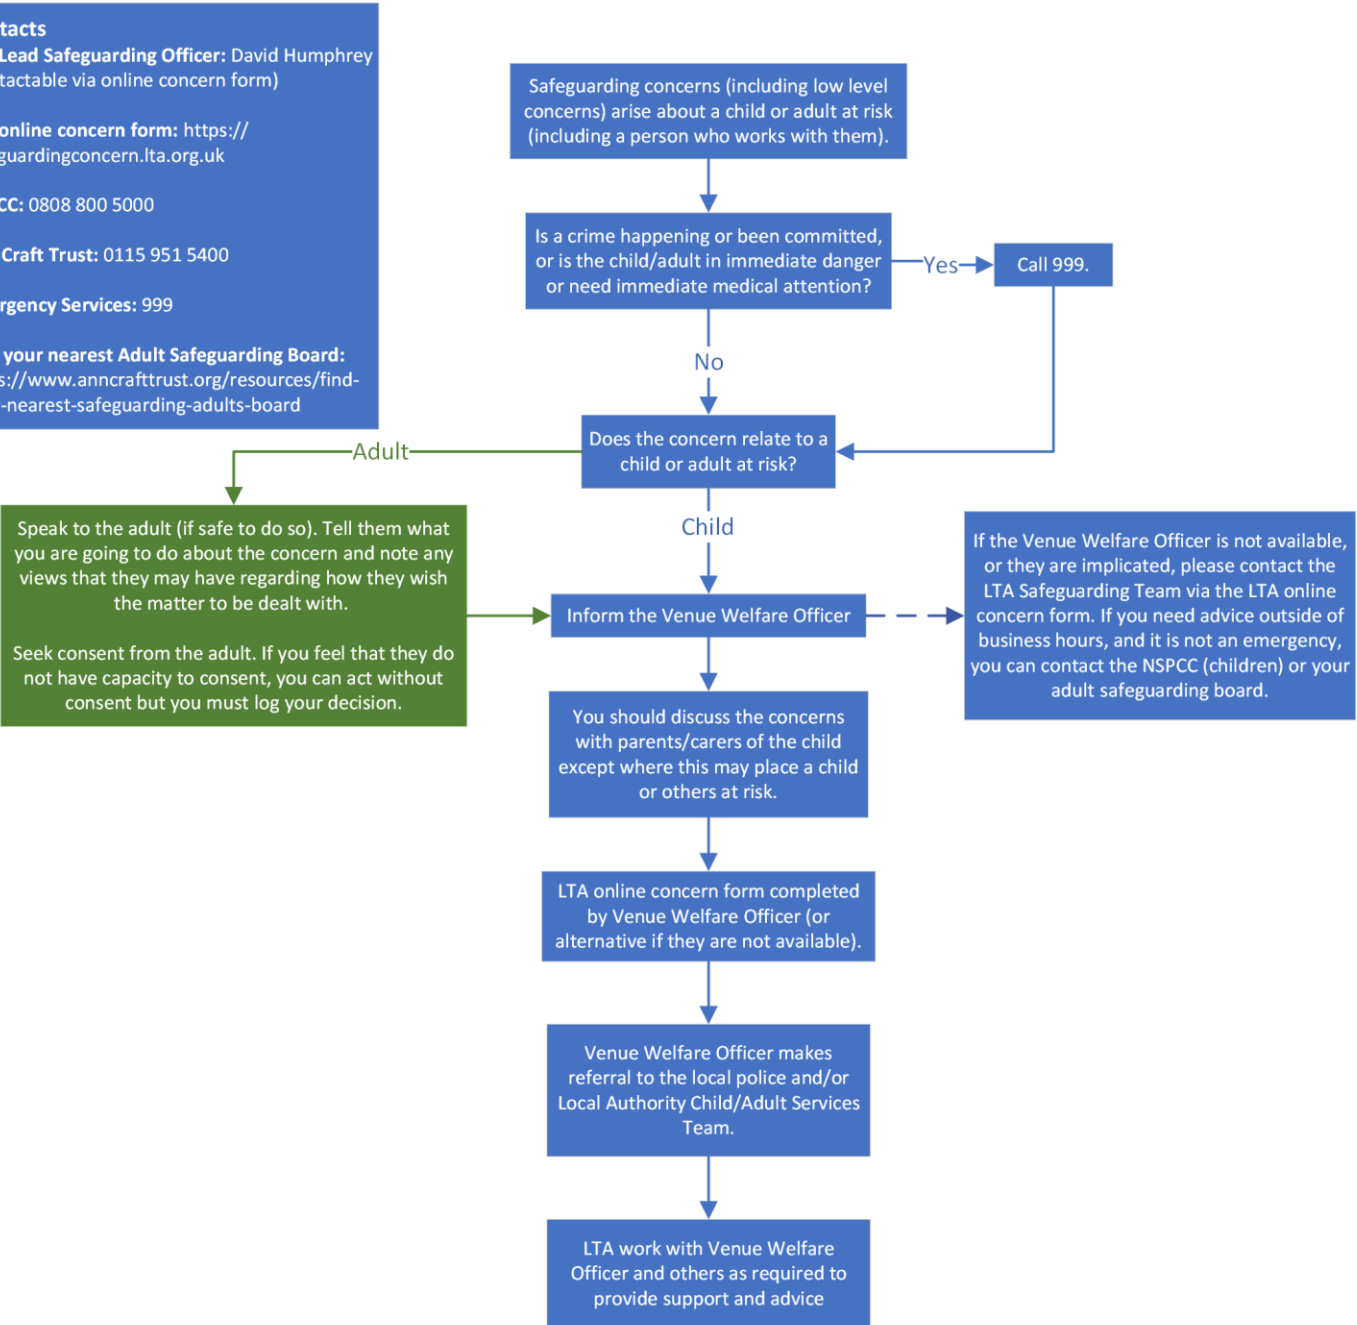 tacts
Lead Safeguarding Officer: David Humphrey
tactable via online concern form)
online concern form: https://
guardingconcern.lta.org.uk
CC: 0808 800 5000
Craft Trust: 0115 951 5400
rgency Services: 999
your nearest Adult Safeguarding Board:
s://www.anncrafttrust.org/resources/find-
-nearest-safeguarding-adults-board
Safeguarding concerns (including low level
concerns) arise about a child or adult at risk
(including a person who works with them).
Is a crime happening or been committed,
or is the child/adult in immediate danger
or need immediate medical attention?
Yes
Call 999.
No
Does the concern relate to a
child or adult at risk?
Adult
Child
Speak to the adult (if safe to do so). Tell them what
you are going to do about the concern and note any
views that they may have regarding how they wish
the matter to be dealt with.
Seek consent from the adult. If you feel that they do
not have capacity to consent, you can act without
consent but you must log your decision.
Inform the Venue Welfare Officer
If the Venue Welfare Officer is not available,
or they are implicated, please contact the
LTA Safeguarding Team via the LTA online
concern form. If you need advice outside of
business hours, and it is not an emergency,
you can contact the NSPCC (children) or your
adult safeguarding board.
You should discuss the concerns
with parents/carers of the child
except where this may place a child
or others at risk.
LTA online concern form completed
by Venue Welfare Officer (or
alternative if they are not available).
Venue Welfare Officer makes
referral to the local police and/or
Local Authority Child/Adult Services
Team.
LTA work with Venue Welfare
Officer and others as required to
provide support and advice